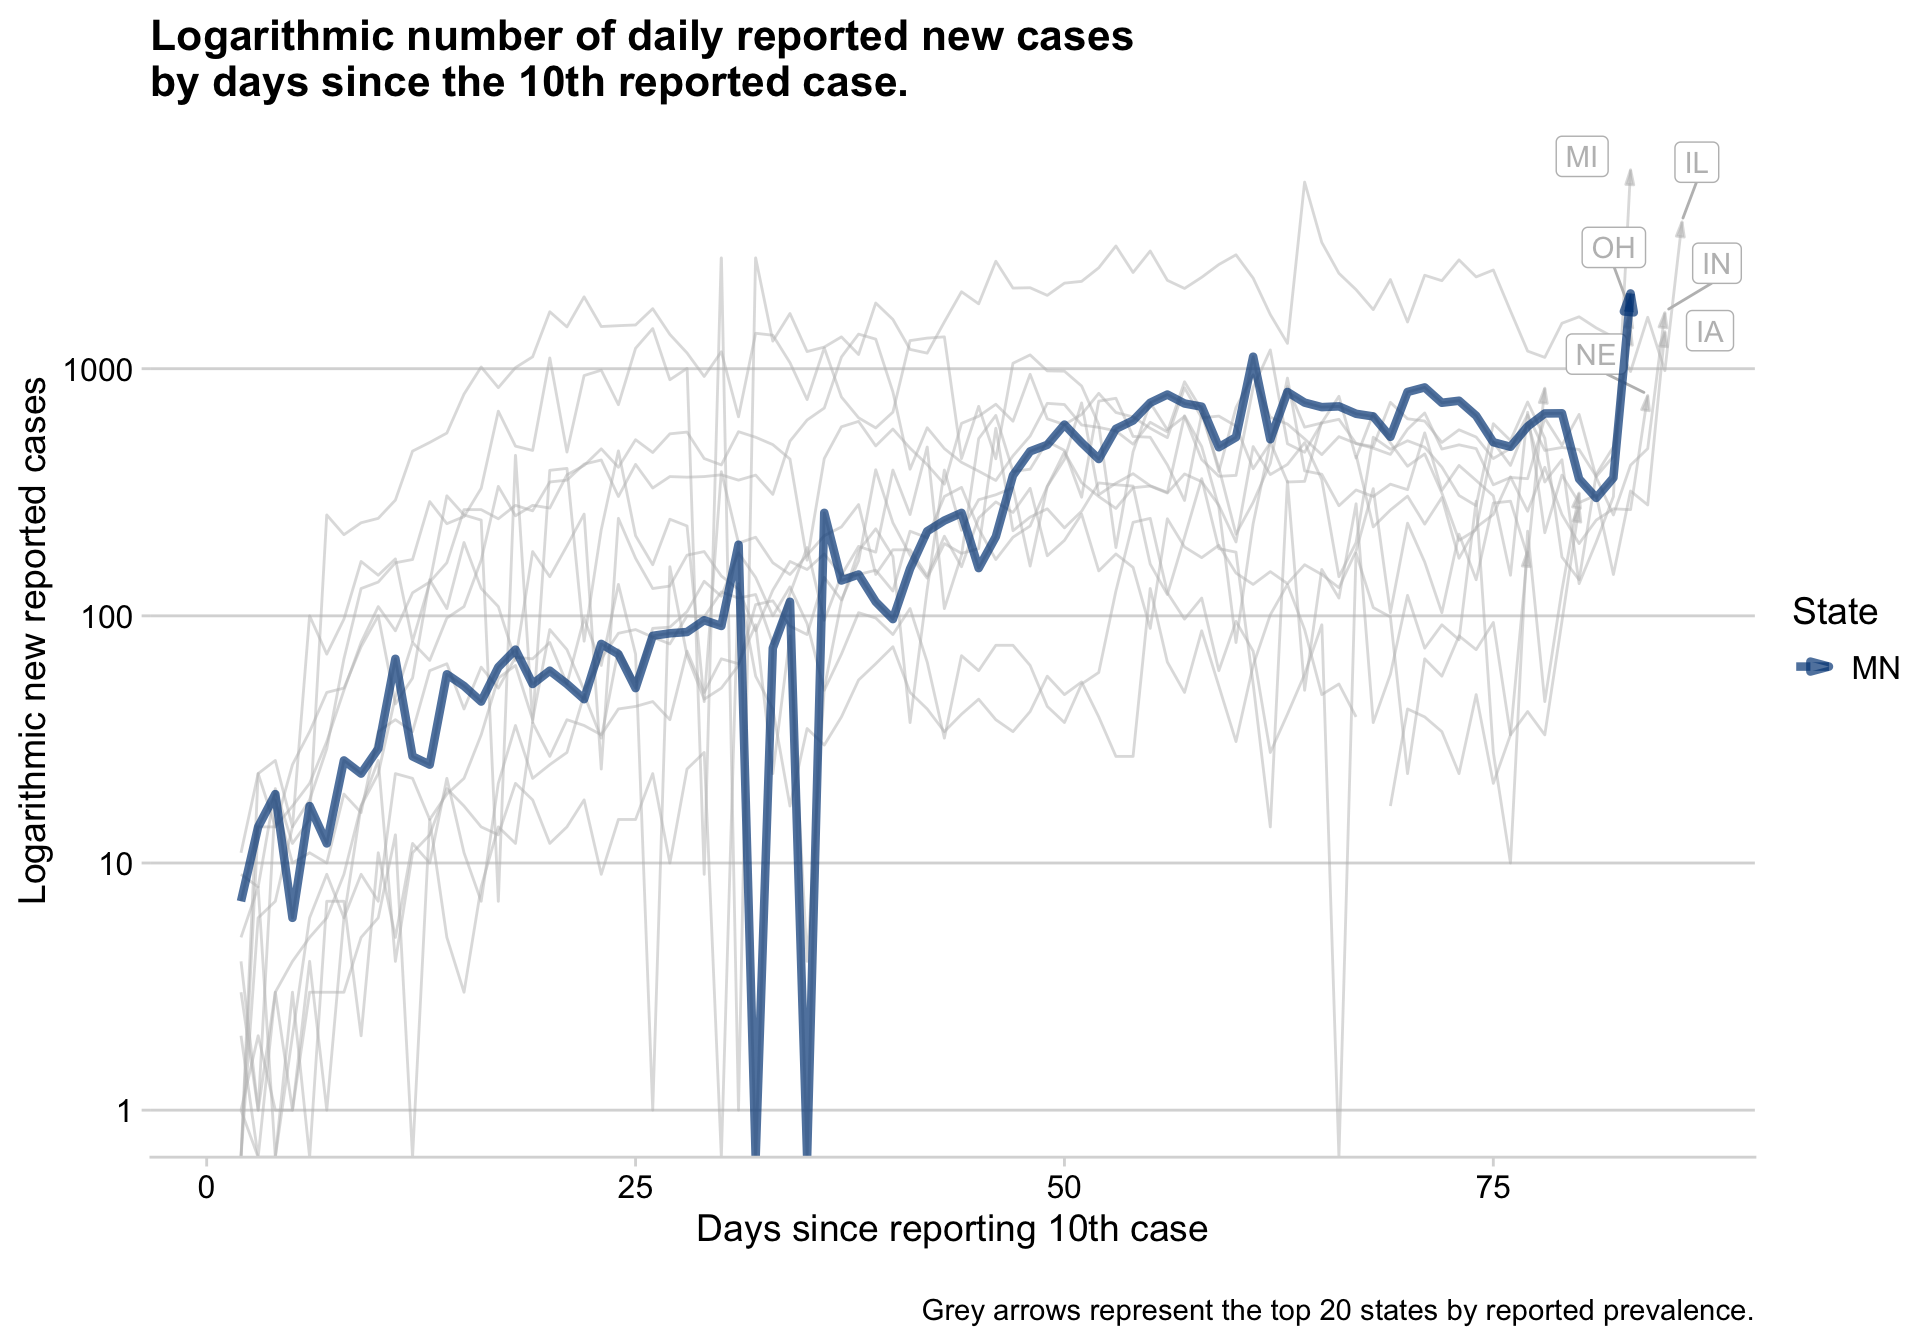 Logarithmic number of daily reported new cases
by days since the 10th reported case.
MI
IL
OH
IN
IA
NE
Logarithmic new reported cases
1000
100
10
1
State
MN
0
25
50
75
Days since reporting 10th case
Grey arrows represent the top 20 states by reported prevalence.